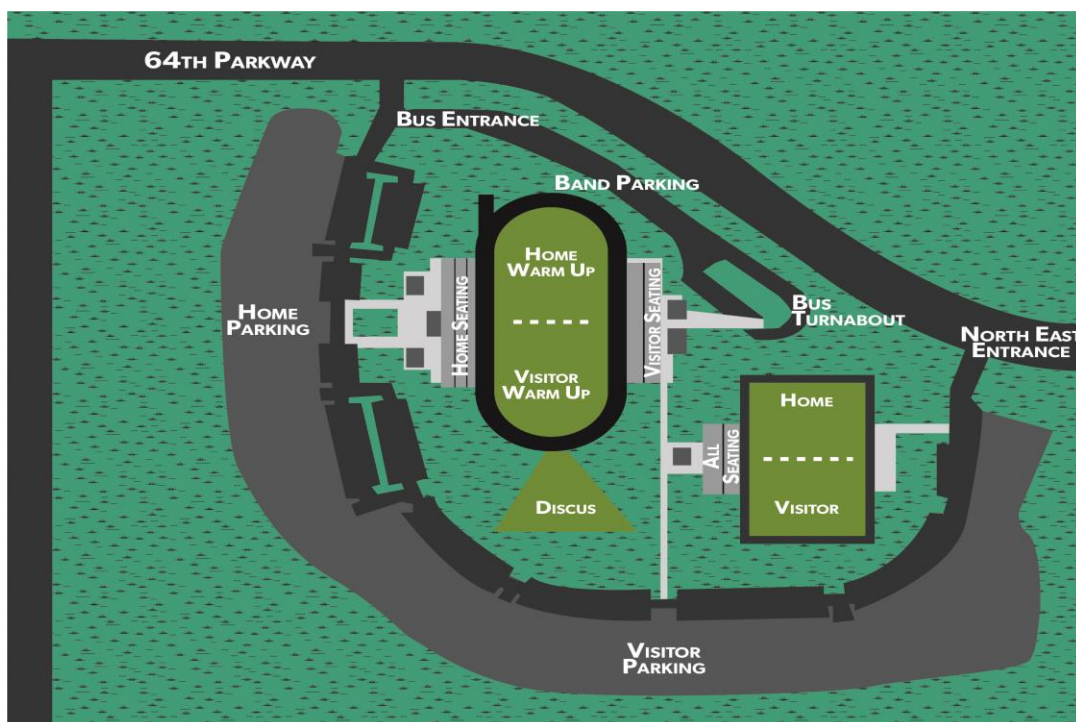 64TH PARKWAY
BUS ENTRANCE
BAND PARKING
HOME
WARM UP
HOME
PARKING
HOME SEATING
VISITOR SEATING
BUS
TURNABOUT
NORTH EAST
ENTRANCE
VISITOR
WARM UP
HOME
ALL
SEATING
DISCUS
VISITOR
VISITOR
PARKING